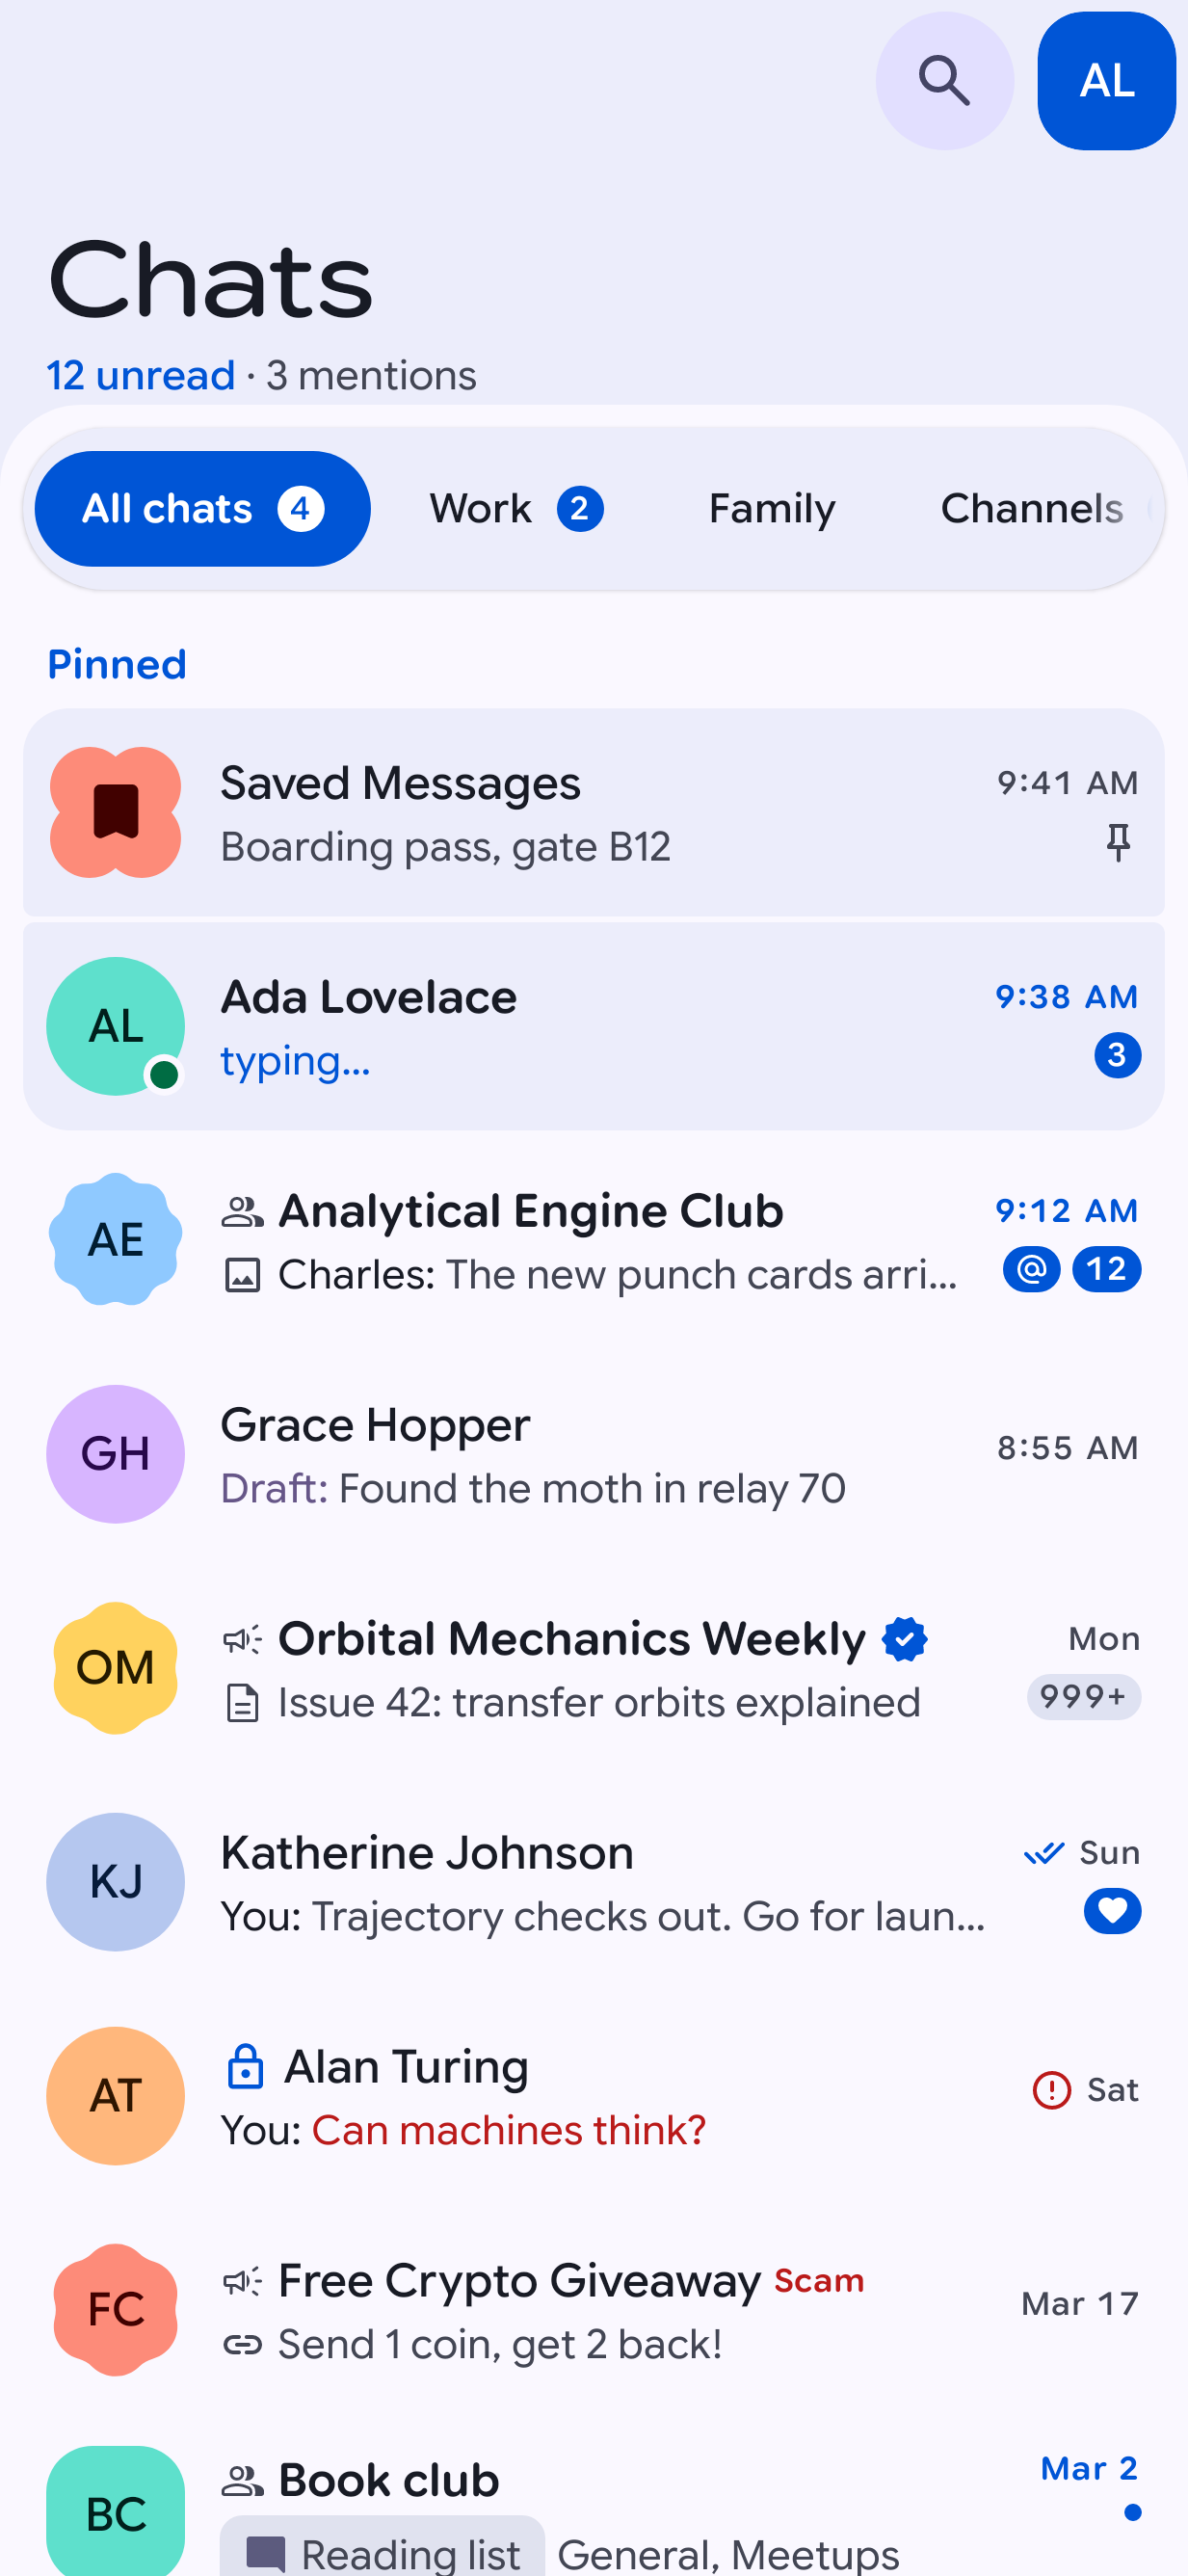 AL
Chats
12 unread · 3 mentions
All chats 4 Work 2 Family Channels
Pinned
Saved Messages 9:41 AM
Boarding pass, gate B12
AL Ada Lovelace 9:38 AM
typing... 3
AE Analytical Engine Club 9:12 AM
Charles: The new punch cards arri... @ 12
GH Grace Hopper 8:55 AM
Draft: Found the moth in relay 70
OM Orbital Mechanics Weekly Mon
Issue 42: transfer orbits explained 999+
KJ Katherine Johnson Sun
You: Trajectory checks out. Go for laun...
AT Alan Turing Sat
You: Can machines think?
FC Free Crypto Giveaway Scam Mar 17
Send 1 coin, get 2 back!
BC Book club Mar 2
Reading list General, Meetups